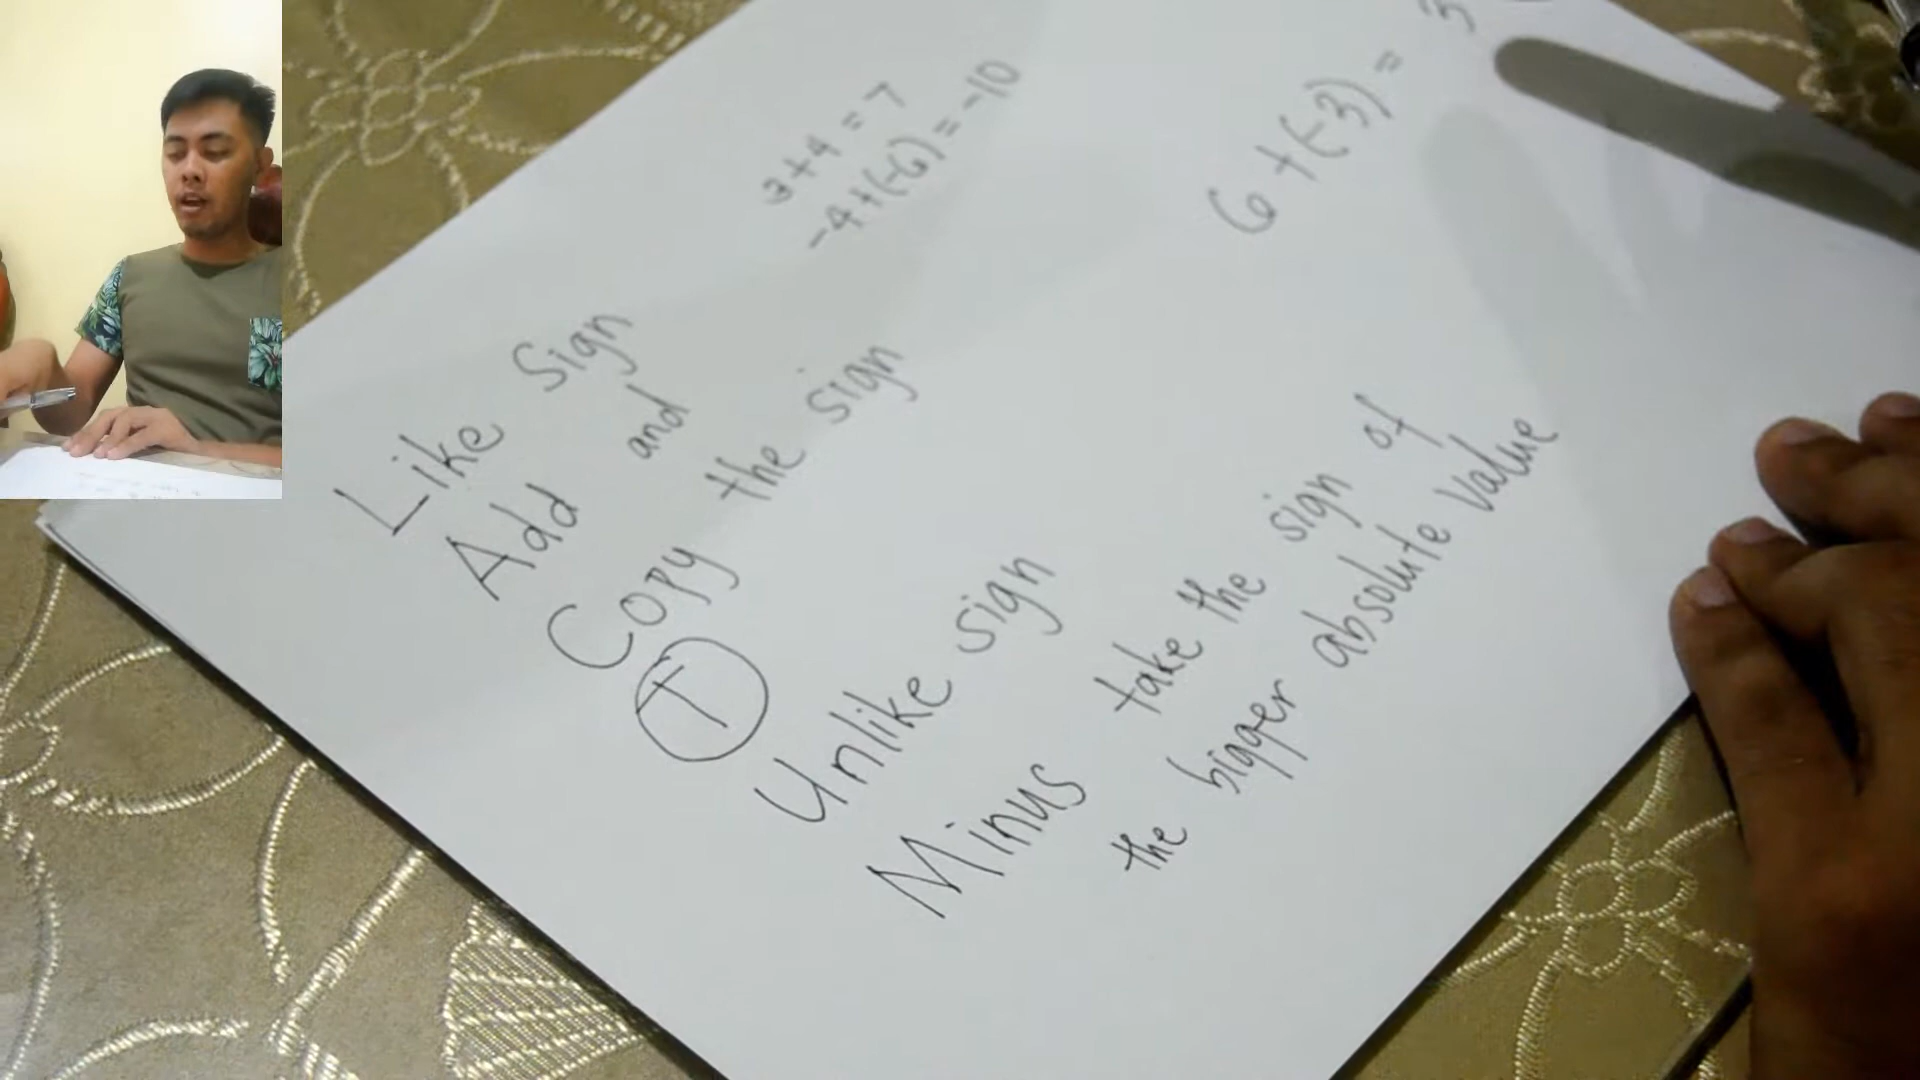 Like Sign
3 + 4 = 7
-4 + (-6) = -10
Add and
Copy the sign
T
Unlike sign
6 + (-3) = 3
Minus take the sign of
the bigger absolute value